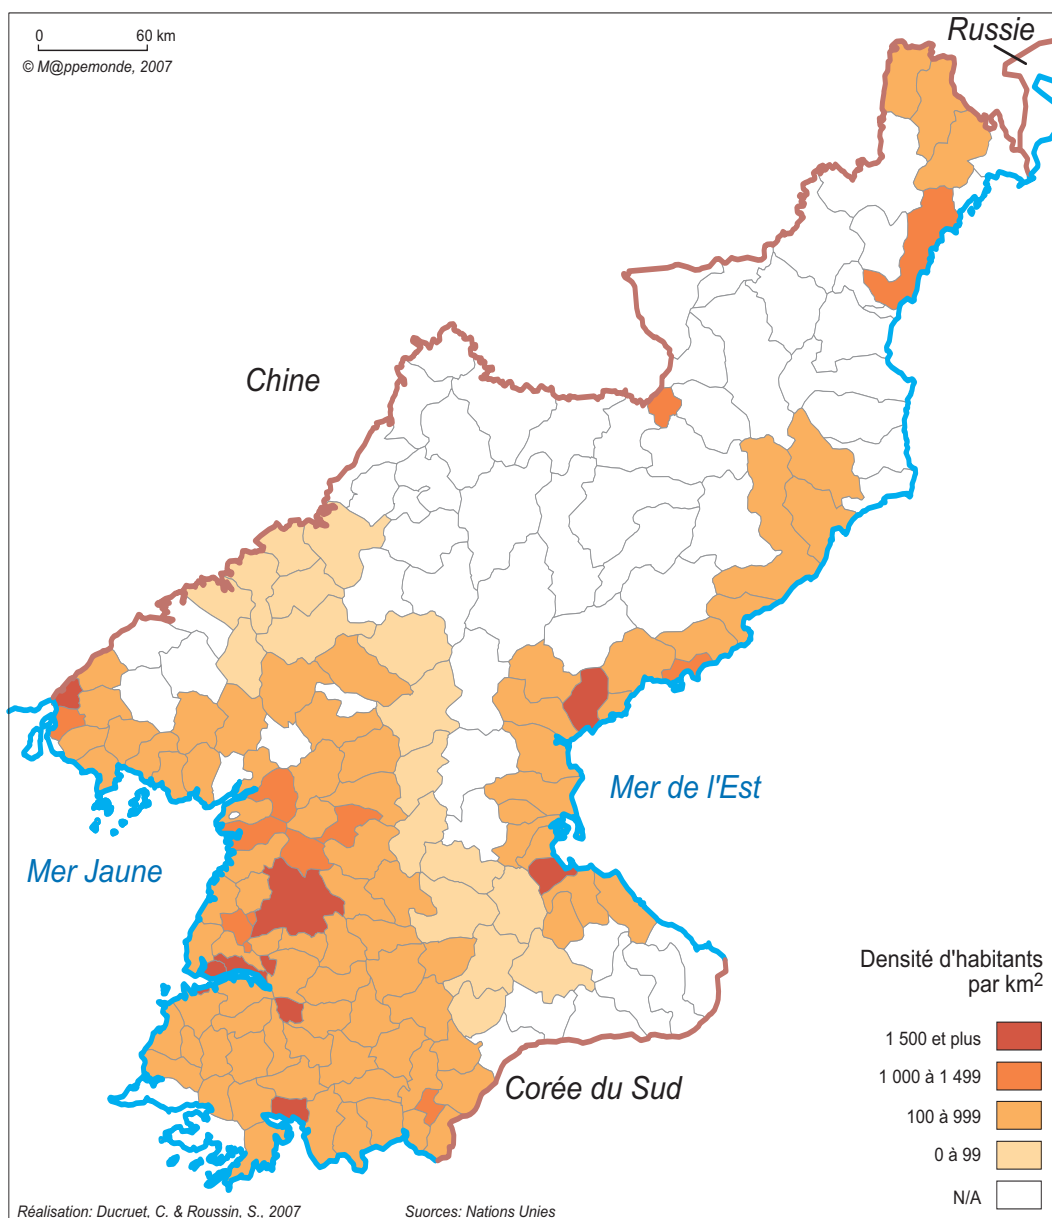 0 60 km
© M@ppemonde, 2007
Russie
Chine
Mer de l'Est
Mer Jaune
Corée du Sud
Densité d'habitants
par km2
1 500 et plus
1 000 à 1 499
100 à 999
0 à 99
N/A
Réalisation: Ducruet, C. & Roussin, S., 2007
Suorces: Nations Unies